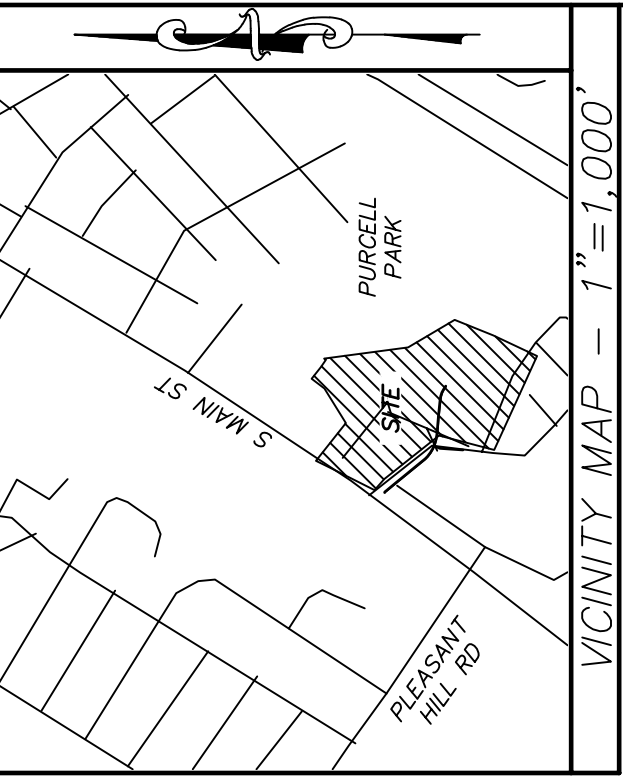 PURCELL
PARK
SITE
S MAIN ST
PLEASANT
HILL RD
VICINITY MAP - 1"=1,000'